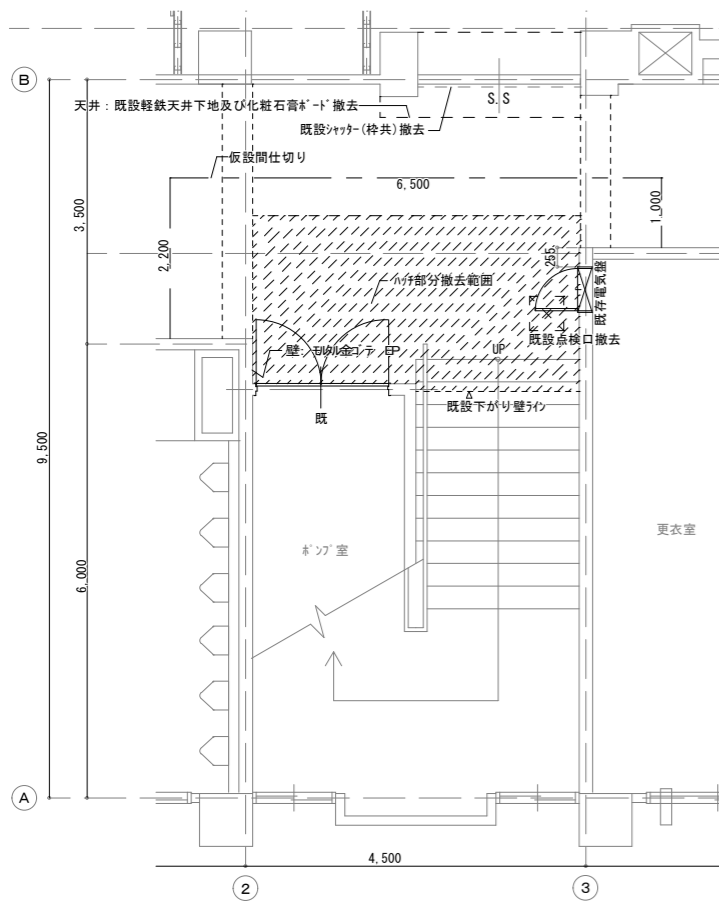 B
S.S
天井：既設軽鉄天井下地及び化粧石膏ボード撤去
既設シャッター(枠共)撤去
仮設間仕切り
6,500
3,500
1,000
2,200
255
ハッチ部分撤去範囲
既存電気盤
既設点検口撤去
壁：モルタル金ゴテ EP
UP
既設下がり壁ライン
既
9,500
更衣室
ポンプ室
6,000
A
4,500
2
3